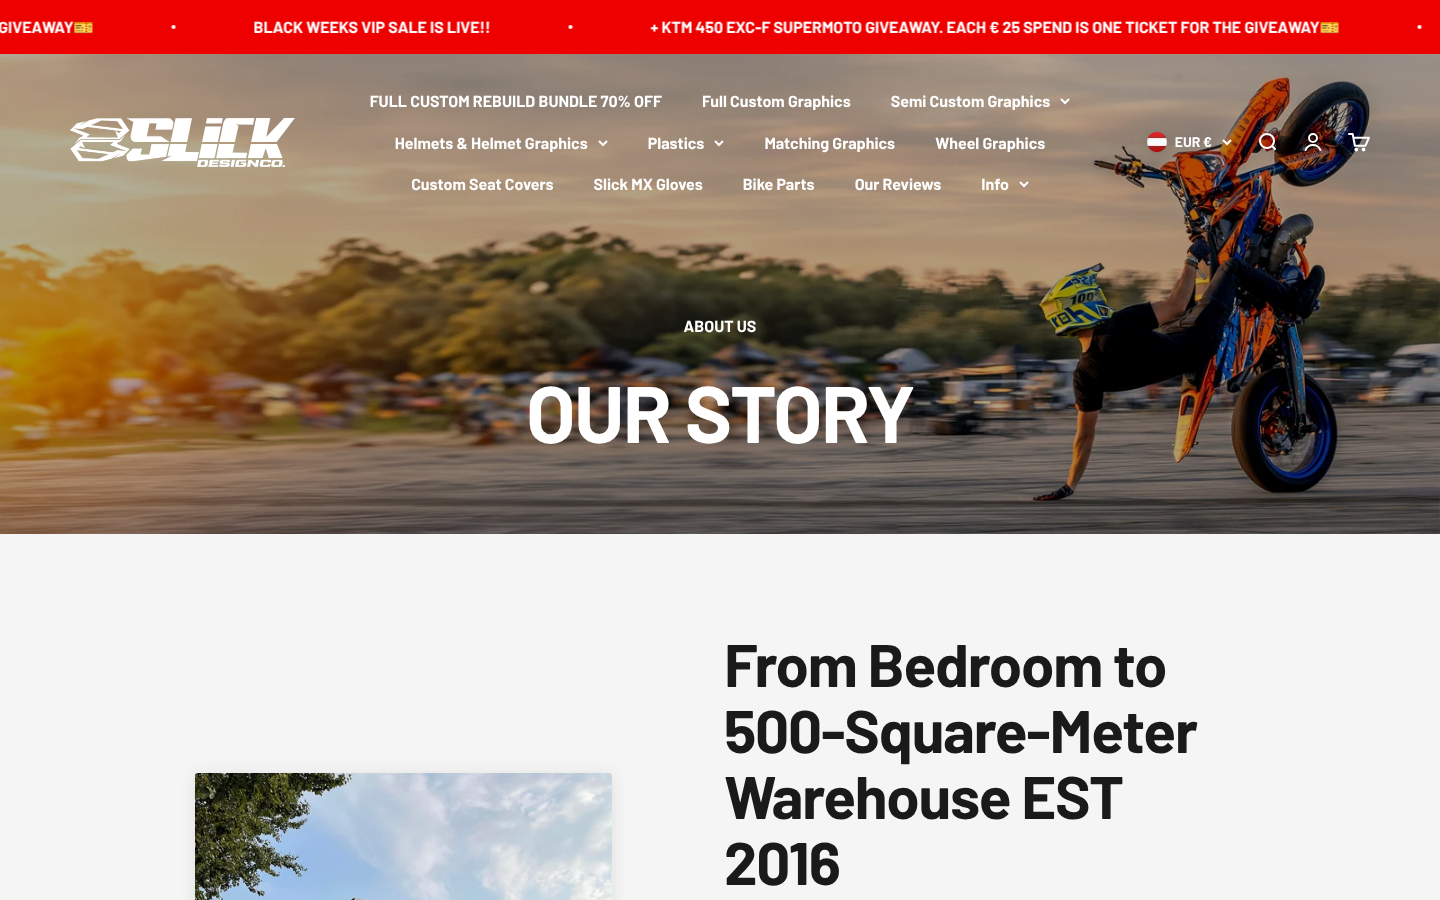 GIVEAWAY🎫 • BLACK WEEKS VIP SALE IS LIVE!! • + KTM 450 EXC-F SUPERMOTO GIVEAWAY. EACH € 25 SPEND IS ONE TICKET FOR THE GIVEAWAY🎫 •
FULL CUSTOM REBUILD BUNDLE 70% OFF Full Custom Graphics Semi Custom Graphics
SLICK
DESIGNCO.
Helmets & Helmet Graphics Plastics Matching Graphics Wheel Graphics
EUR €
Custom Seat Covers Slick MX Gloves Bike Parts Our Reviews Info
100%
ABOUT US
OUR STORY
From Bedroom to
500-Square-Meter
Warehouse EST
2016